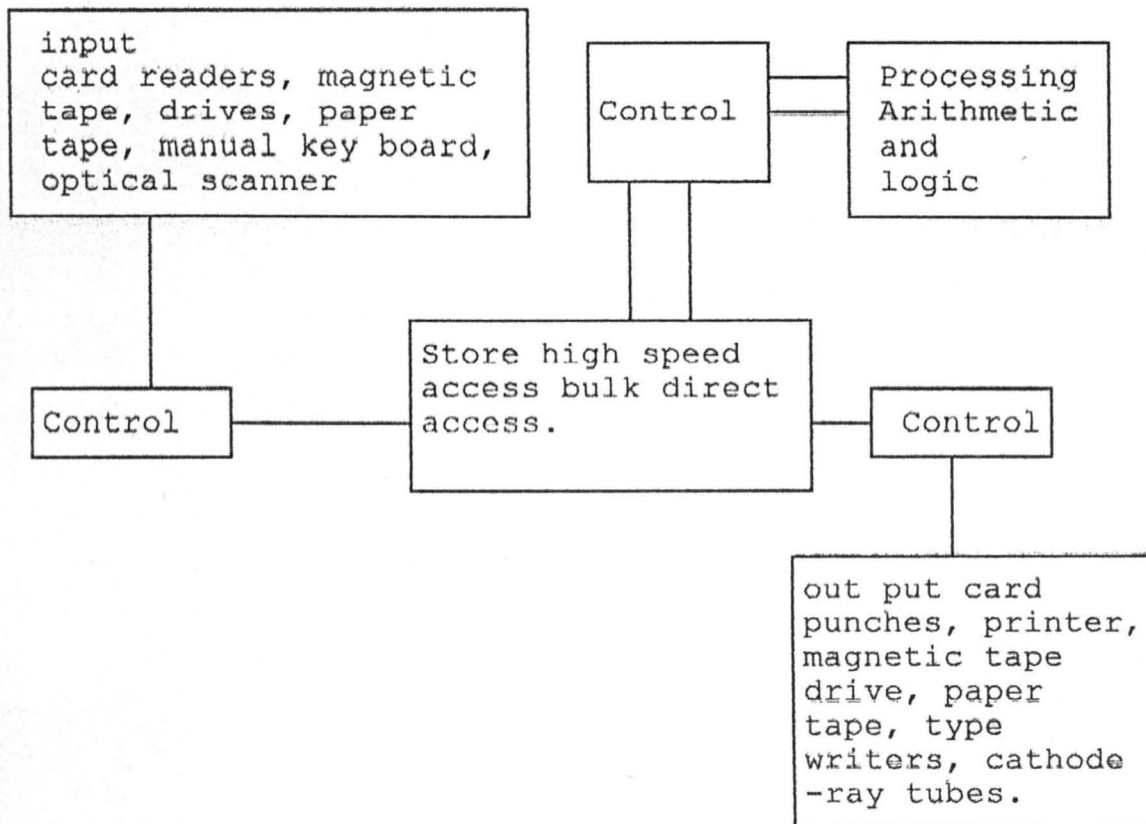 input
card readers, magnetic
tape, drives, paper
tape, manual key board,
optical scanner
Control
Processing
Arithmetic
and
logic
Store high speed
access bulk direct
access.
Control
Control
out put card
punches, printer,
magnetic tape
drive, paper
tape, type
writers, cathode
-ray tubes.